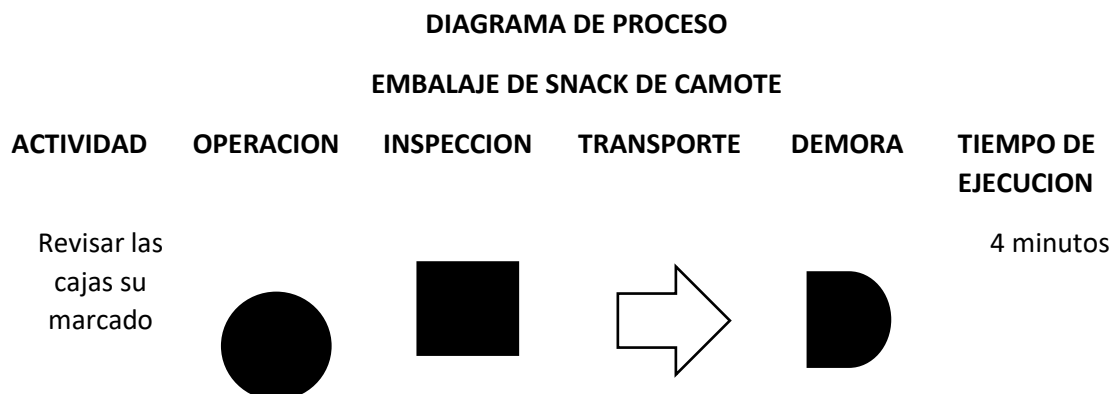 DIAGRAMA DE PROCESO
EMBALAJE DE SNACK DE CAMOTE
ACTIVIDAD OPERACION INSPECCION TRANSPORTE DEMORA TIEMPO DE
EJECUCION
Revisar las 4 minutos
cajas su
marcado